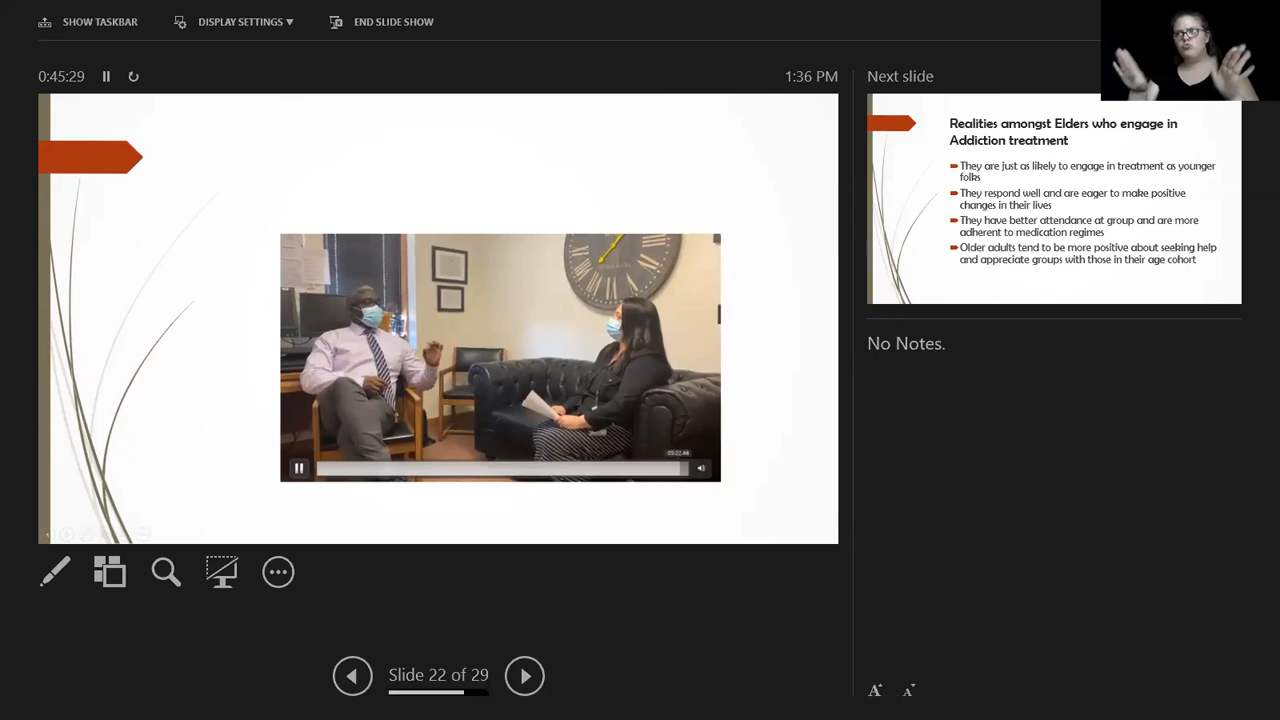 SHOW TASKBAR
DISPLAY SETTINGS ▼
END SLIDE SHOW
0:45:29
1:36 PM
Next slide
Realities amongst Elders who engage in
Addiction treatment
They are just as likely to engage in treatment as younger
folks
They respond well and are eager to make positive
changes in their lives
They have better attendance at group and are more
adherent to medication regimes
Older adults tend to be more positive about seeking help
and appreciate groups with those in their age cohort
No Notes.
05:22.48
Slide 22 of 29
A A